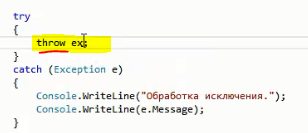 try
{
throw ex;
}
catch (Exception e)
{
Console.WriteLine("Обработка исключения.");
Console.WriteLine(e.Message);
}